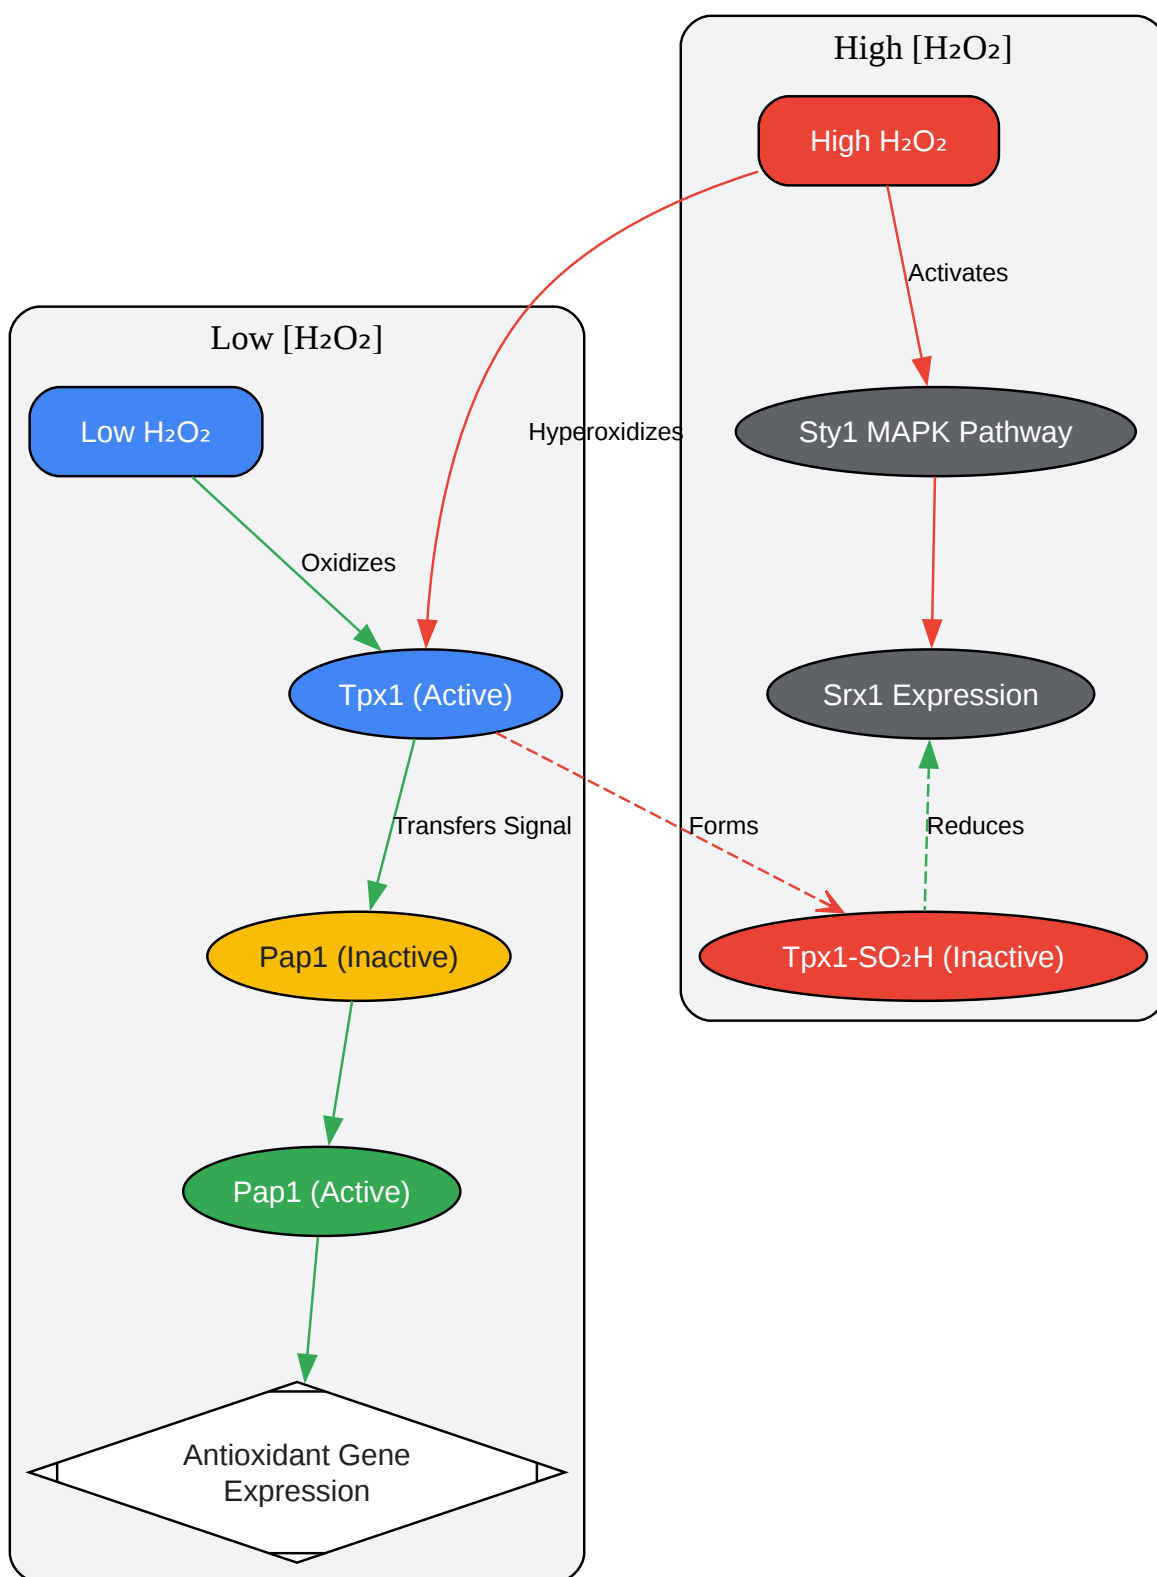 High [H₂O₂]
High H₂O₂
Activates
Low [H₂O₂]
Low H₂O₂
Hyperoxidizes
Sty1 MAPK Pathway
Oxidizes
Tpx1 (Active)
Srx1 Expression
Transfers Signal
Forms
Reduces
Pap1 (Inactive)
Tpx1-SO₂H (Inactive)
Pap1 (Active)
Antioxidant Gene
Expression